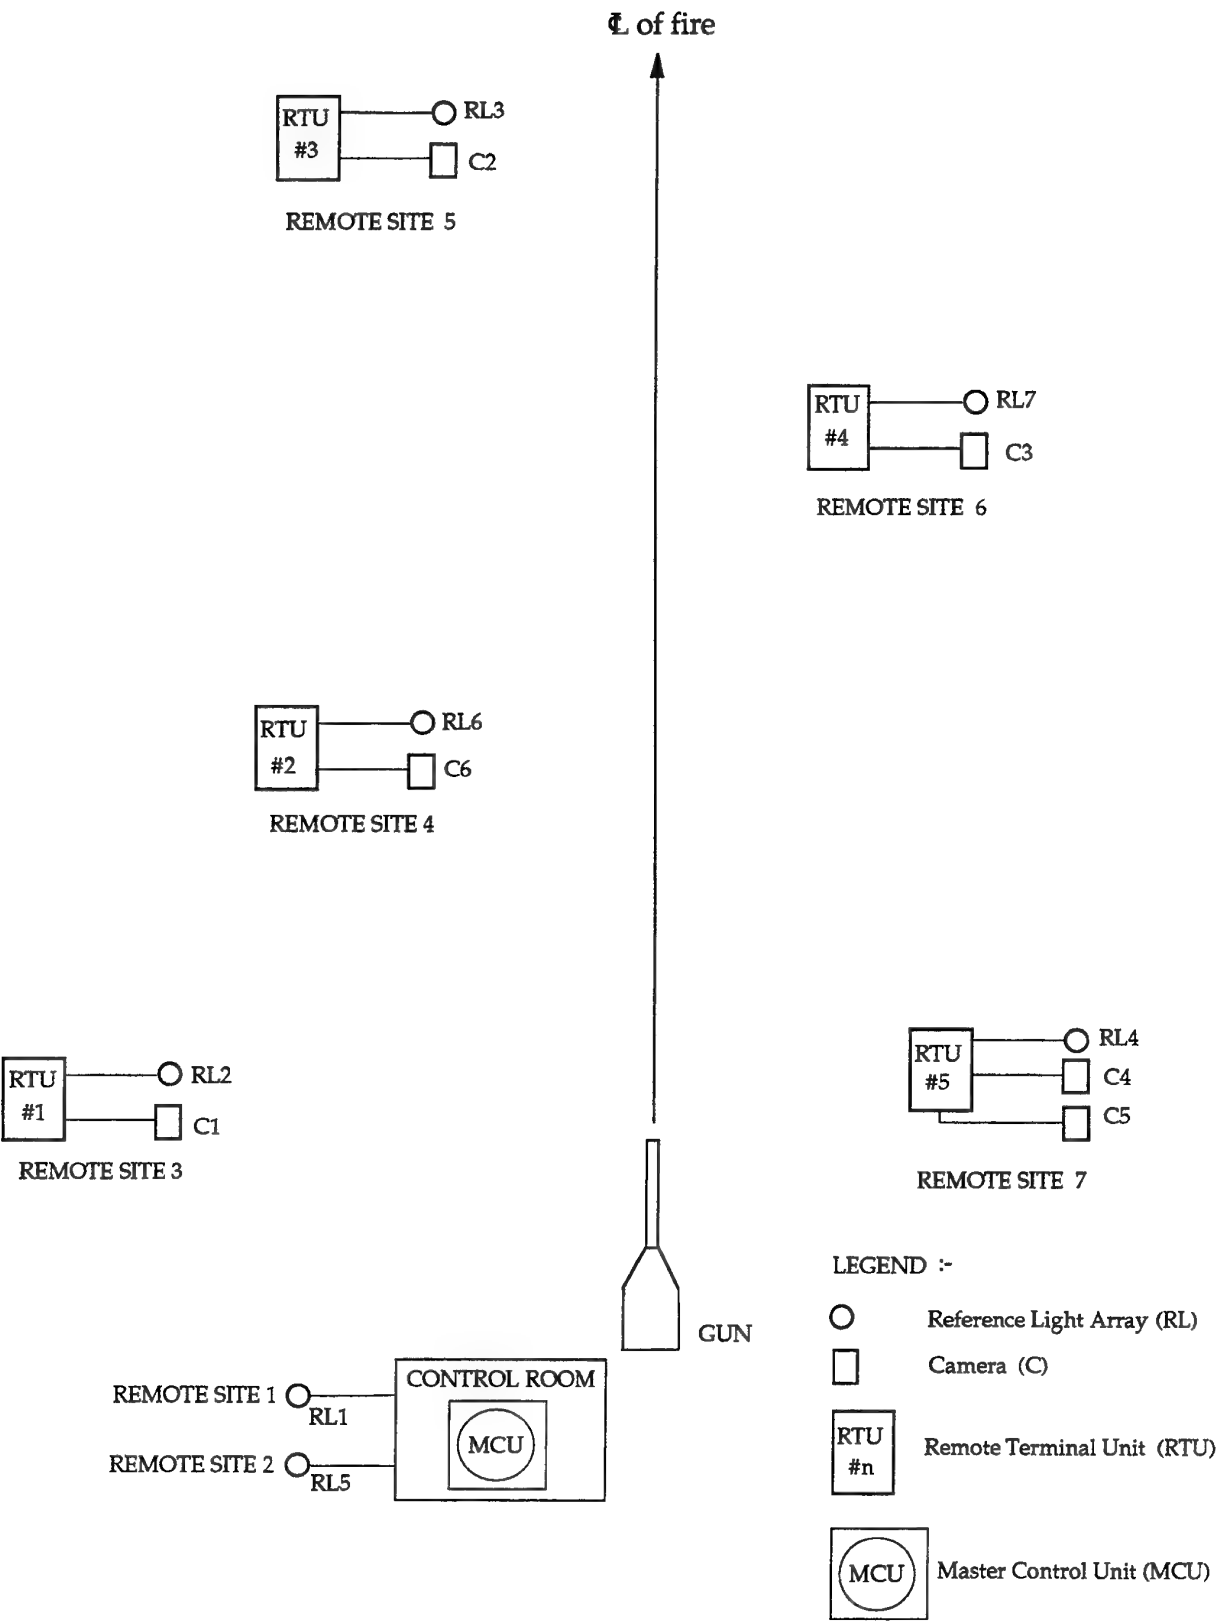 ℄ of fire
RTU
#3
RL3
C2
REMOTE SITE 5
RTU
#4
RL7
C3
REMOTE SITE 6
RTU
#2
RL6
C6
REMOTE SITE 4
RTU
#1
RL2
C1
REMOTE SITE 3
RTU
#5
RL4
C4
C5
REMOTE SITE 7
GUN
CONTROL ROOM
MCU
REMOTE SITE 1
RL1
REMOTE SITE 2
RL5
LEGEND :-
Reference Light Array (RL)
Camera (C)
RTU
#n
Remote Terminal Unit (RTU)
MCU
Master Control Unit (MCU)